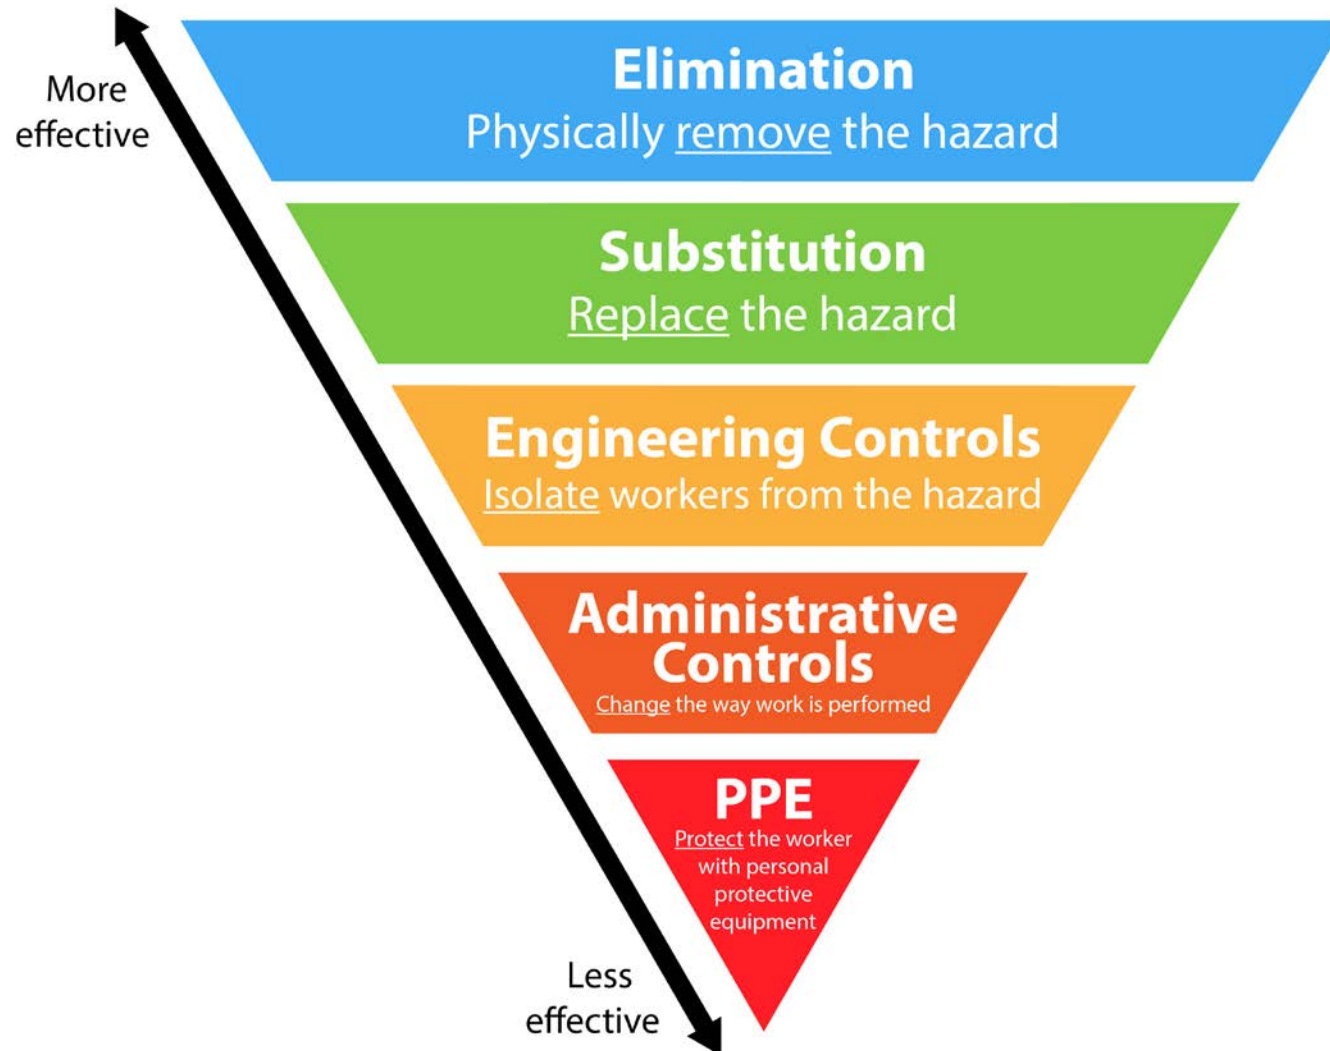 More
effective
Elimination
Physically remove the hazard
Substitution
Replace the hazard
Engineering Controls
Isolate workers from the hazard
Administrative
Controls
Change the way work is performed
PPE
Protect the worker
with personal
protective
equipment
Less
effective